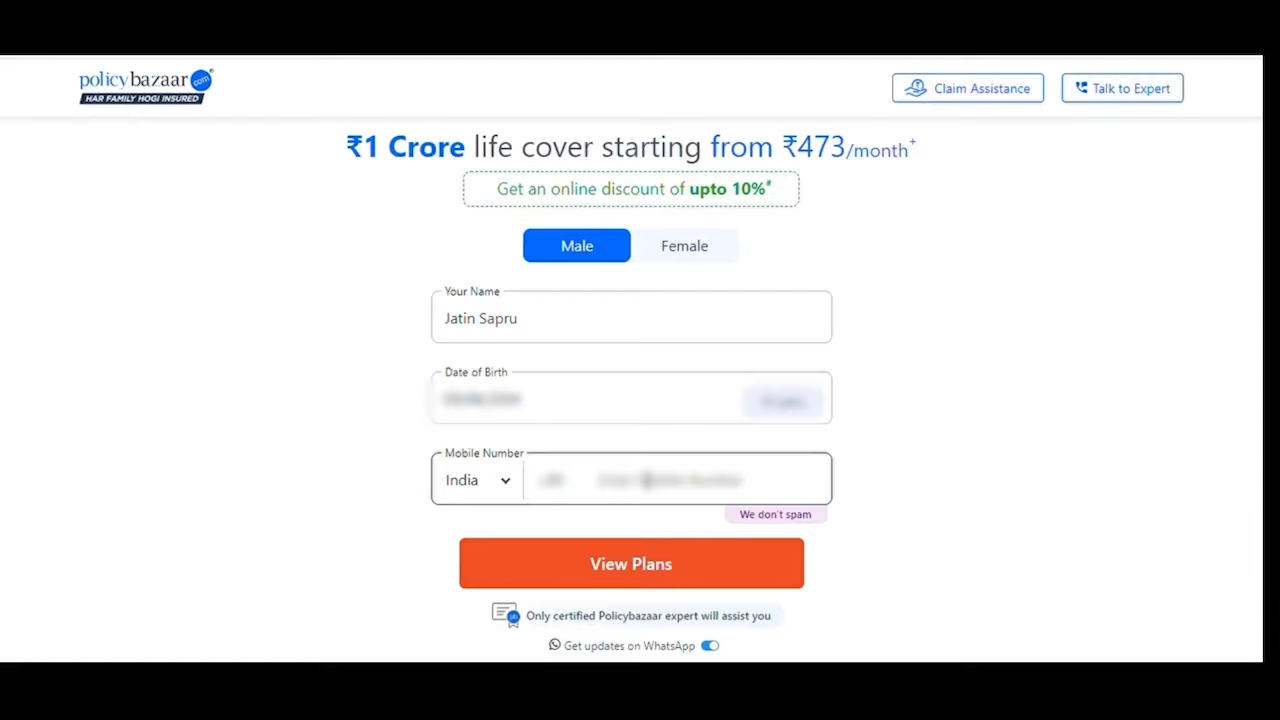 policybazaar.com
HAR FAMILY HOGI INSURED
Claim Assistance
Talk to Expert
₹1 Crore life cover starting from ₹473/month+
Get an online discount of upto 10%#
Male
Female
Your Name
Jatin Sapru
Date of Birth
Mobile Number
India
We don't spam
View Plans
pb
Only certified Policybazaar expert will assist you
Get updates on WhatsApp